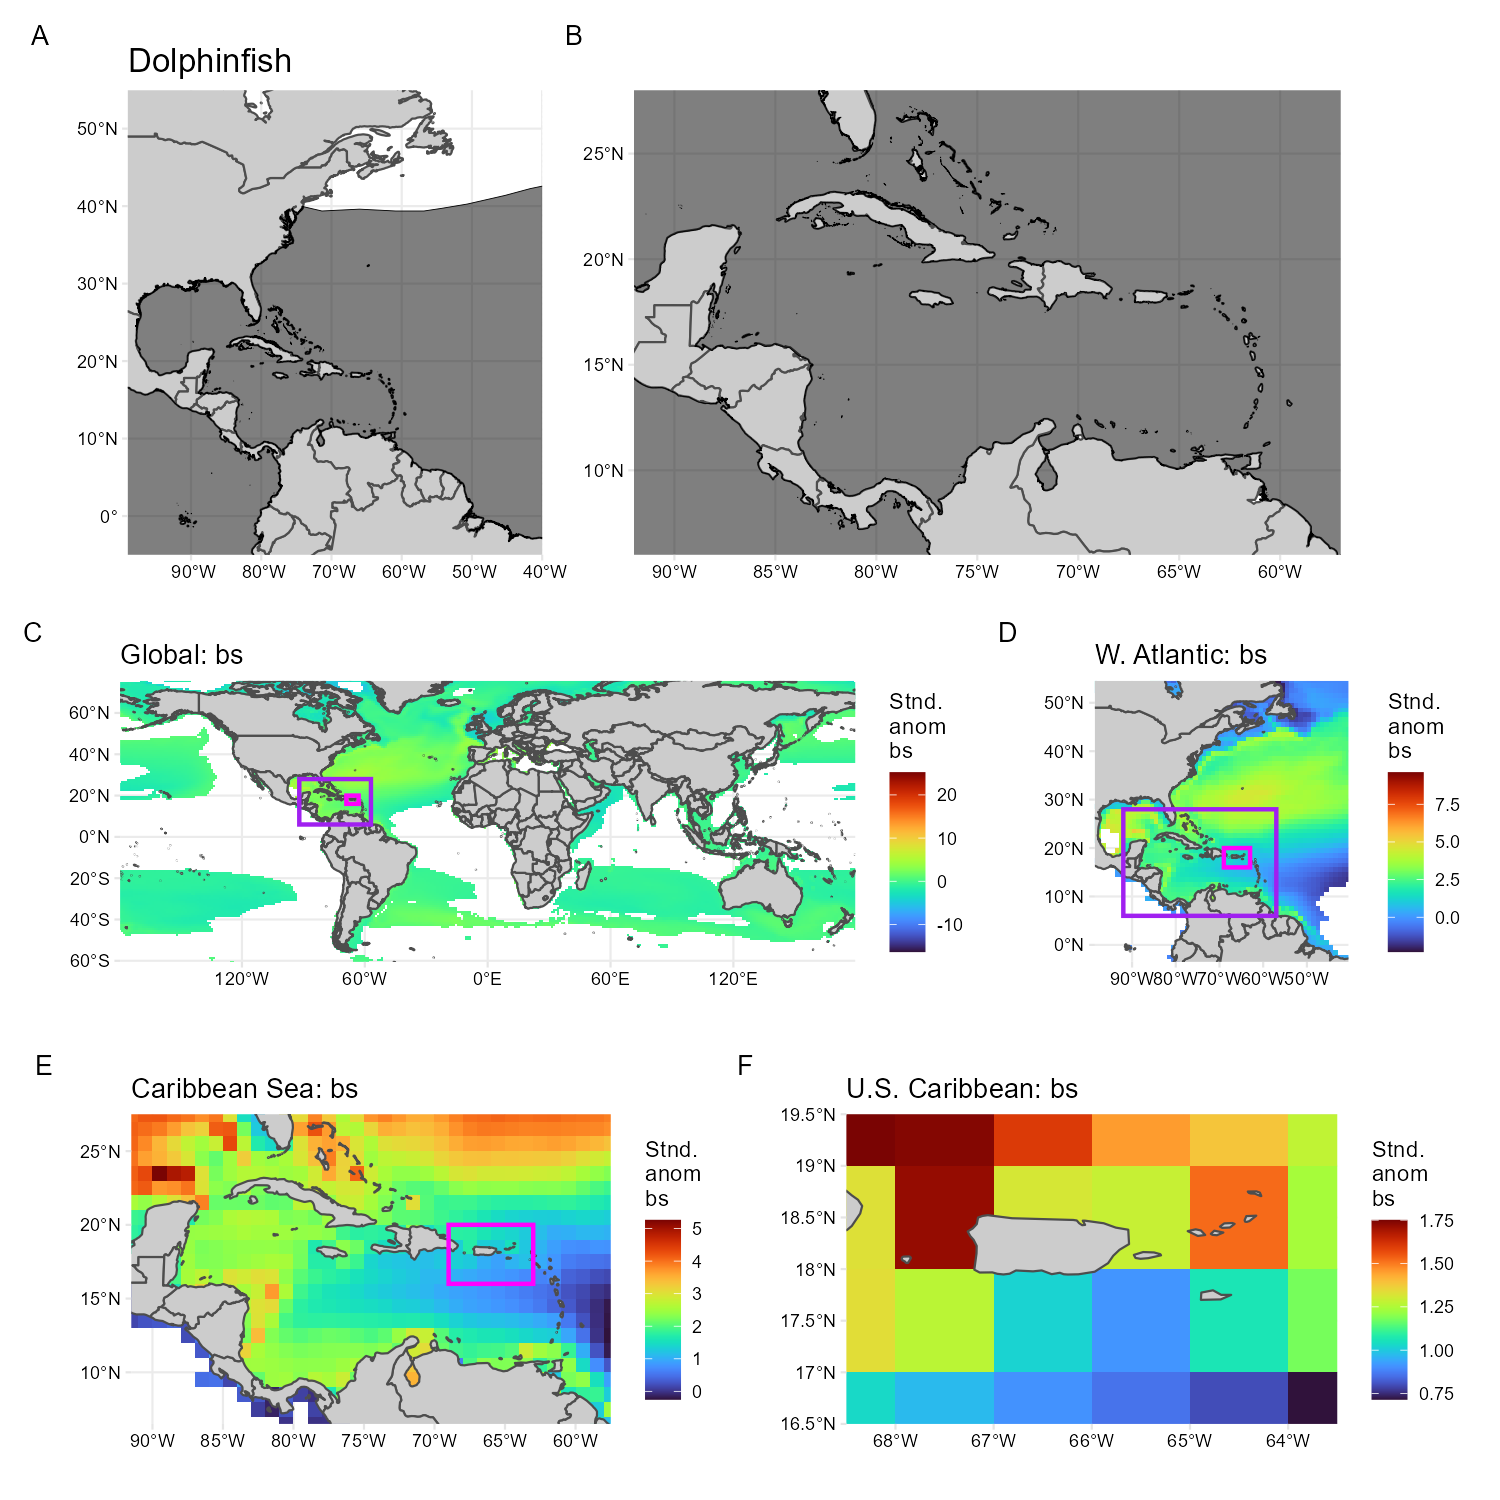 A
B
Dolphinfish
50°N
40°N
30°N
20°N
10°N
0°
90°W 80°W 70°W 60°W 50°W 40°W
25°N
20°N
15°N
10°N
90°W 85°W 80°W 75°W 70°W 65°W 60°W
C
D
Global: bs
60°N
40°N
20°N
0°N
20°S
40°S
60°S
120°W 60°W 0°E 60°E 120°E
Stnd.
anom
bs
20
10
0
-10
W. Atlantic: bs
50°N
40°N
30°N
20°N
10°N
0°N
90°W 80°W 70°W 60°W 50°W
Stnd.
anom
bs
7.5
5.0
2.5
0.0
E
F
Caribbean Sea: bs
25°N
20°N
15°N
10°N
90°W 85°W 80°W 75°W 70°W 65°W 60°W
Stnd.
anom
bs
5
4
3
2
1
0
U.S. Caribbean: bs
19.5°N
19°N
18.5°N
18°N
17.5°N
17°N
16.5°N
68°W 67°W 66°W 65°W 64°W
Stnd.
anom
bs
1.75
1.50
1.25
1.00
0.75